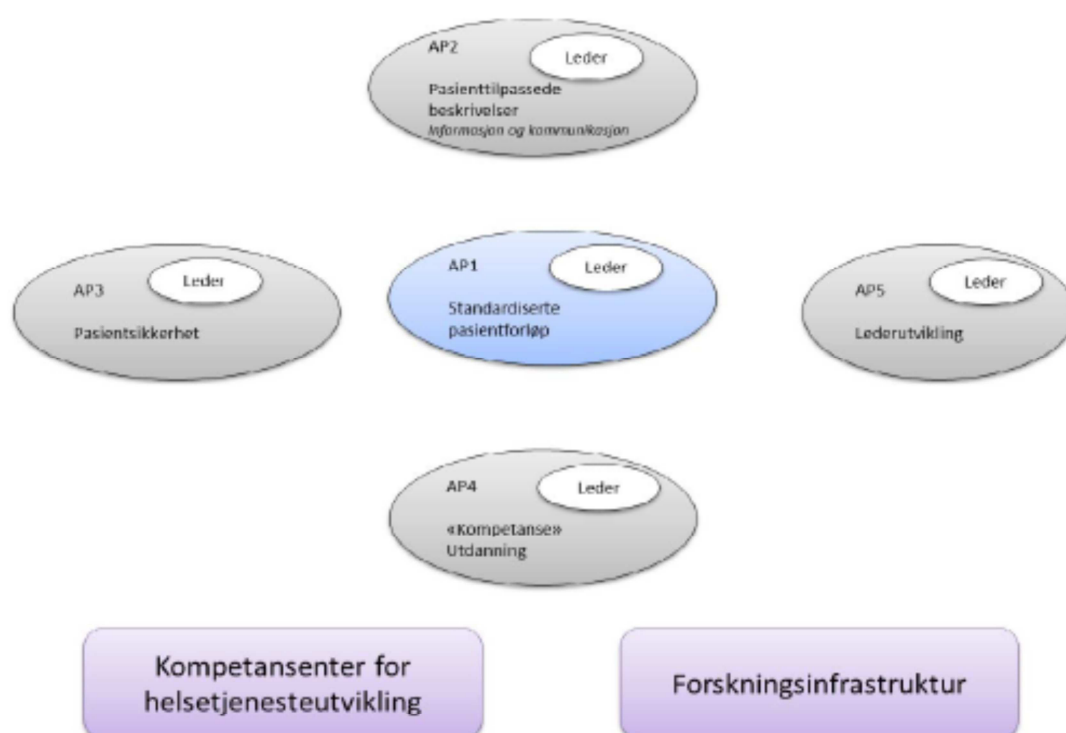 AP2
Leder
Pasienttilpassede
beskrivelser
Informasjon og kommunikasjon
AP3
Leder
Pasientsikkerhet
AP1
Leder
Standardiserte
pasientforløp
AP5
Leder
Lederutvikling
AP4
Leder
«Kompetanse»
Utdanning
Kompetansenter for
helsetjenesteutvikling
Forskningsinfrastruktur